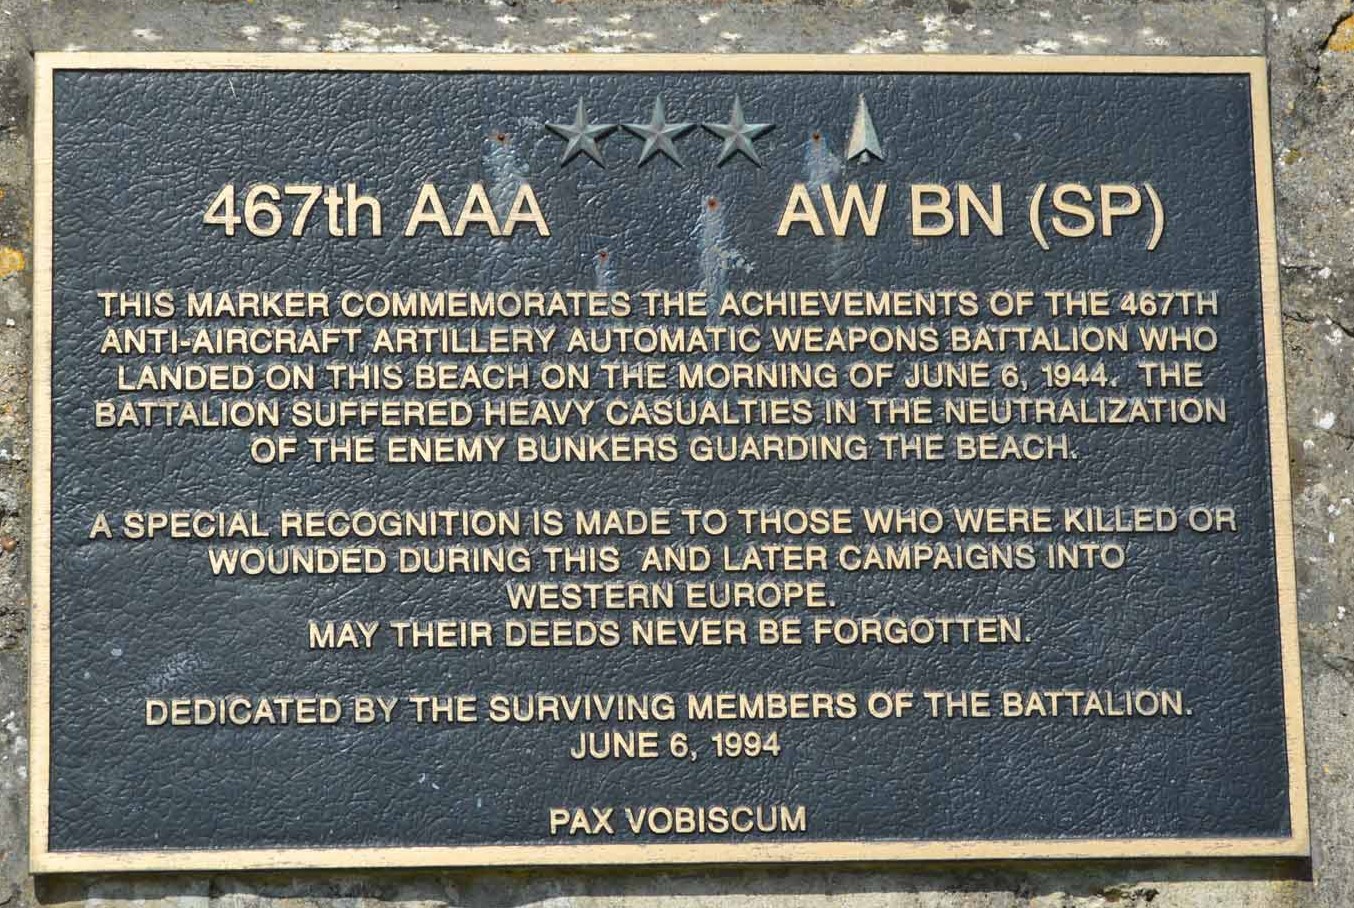 467th AAA AW BN (SP)
THIS MARKER COMMEMORATES THE ACHIEVEMENTS OF THE 467TH
ANTI-AIRCRAFT ARTILLERY AUTOMATIC WEAPONS BATTALION WHO
LANDED ON THIS BEACH ON THE MORNING OF JUNE 6, 1944. THE
BATTALION SUFFERED HEAVY CASUALTIES IN THE NEUTRALIZATION
OF THE ENEMY BUNKERS GUARDING THE BEACH.
A SPECIAL RECOGNITION IS MADE TO THOSE WHO WERE KILLED OR
WOUNDED DURING THIS AND LATER CAMPAIGNS INTO
WESTERN EUROPE.
MAY THEIR DEEDS NEVER BE FORGOTTEN.
DEDICATED BY THE SURVIVING MEMBERS OF THE BATTALION.
JUNE 6, 1994
PAX VOBISCUM